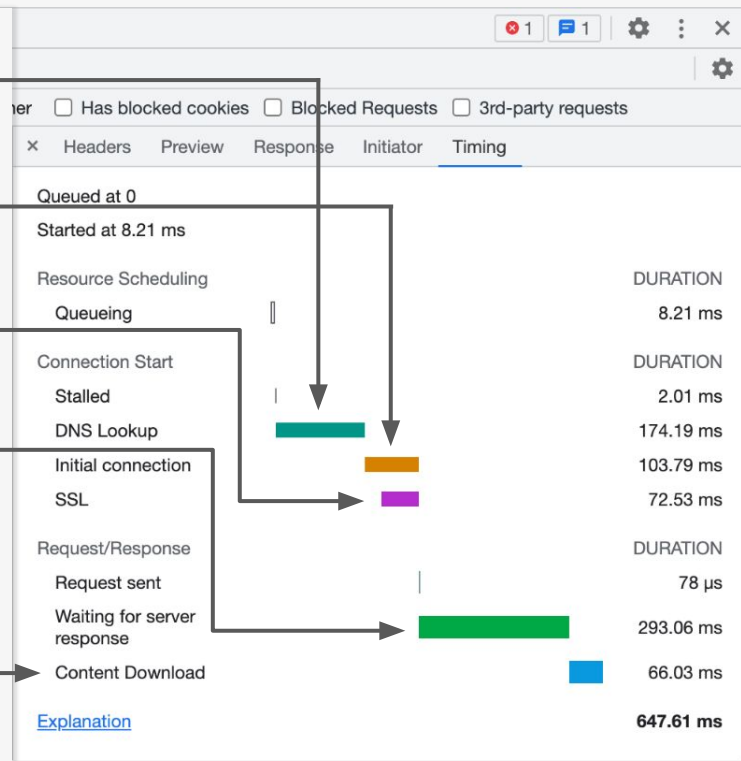 1 1
Has blocked cookies Blocked Requests 3rd-party requests
× Headers Preview Response Initiator Timing
Queued at 0
Started at 8.21 ms
Resource Scheduling DURATION
Queueing 8.21 ms
Connection Start DURATION
Stalled 2.01 ms
DNS Lookup 174.19 ms
Initial connection 103.79 ms
SSL 72.53 ms
Request/Response DURATION
Request sent 78 μs
Waiting for server
response 293.06 ms
Content Download 66.03 ms
Explanation 647.61 ms